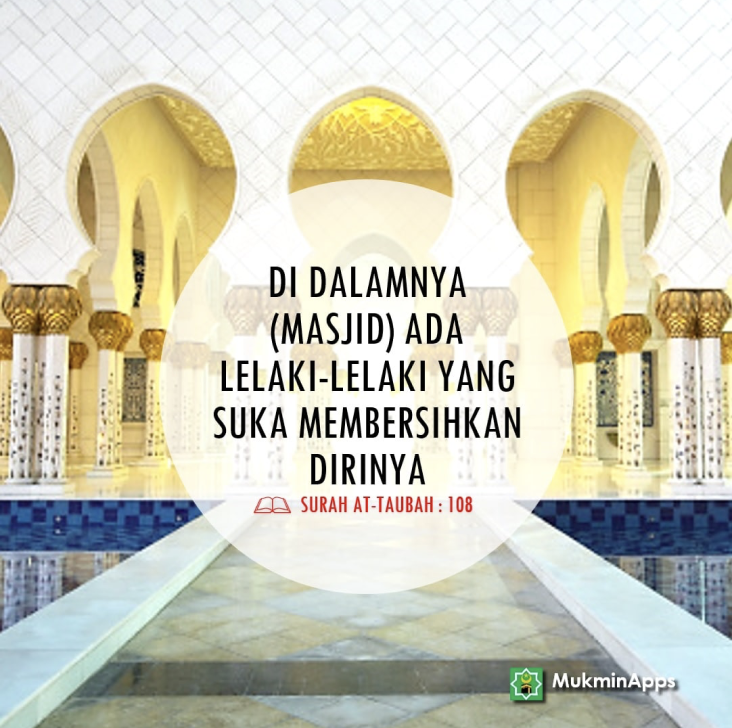 DI DALAMNYA
(MASJID) ADA
LELAKI-LELAKI YANG
SUKA MEMBERSIHKAN
DIRINYA
SURAH AT-TAUBAH : 108
MukminApps